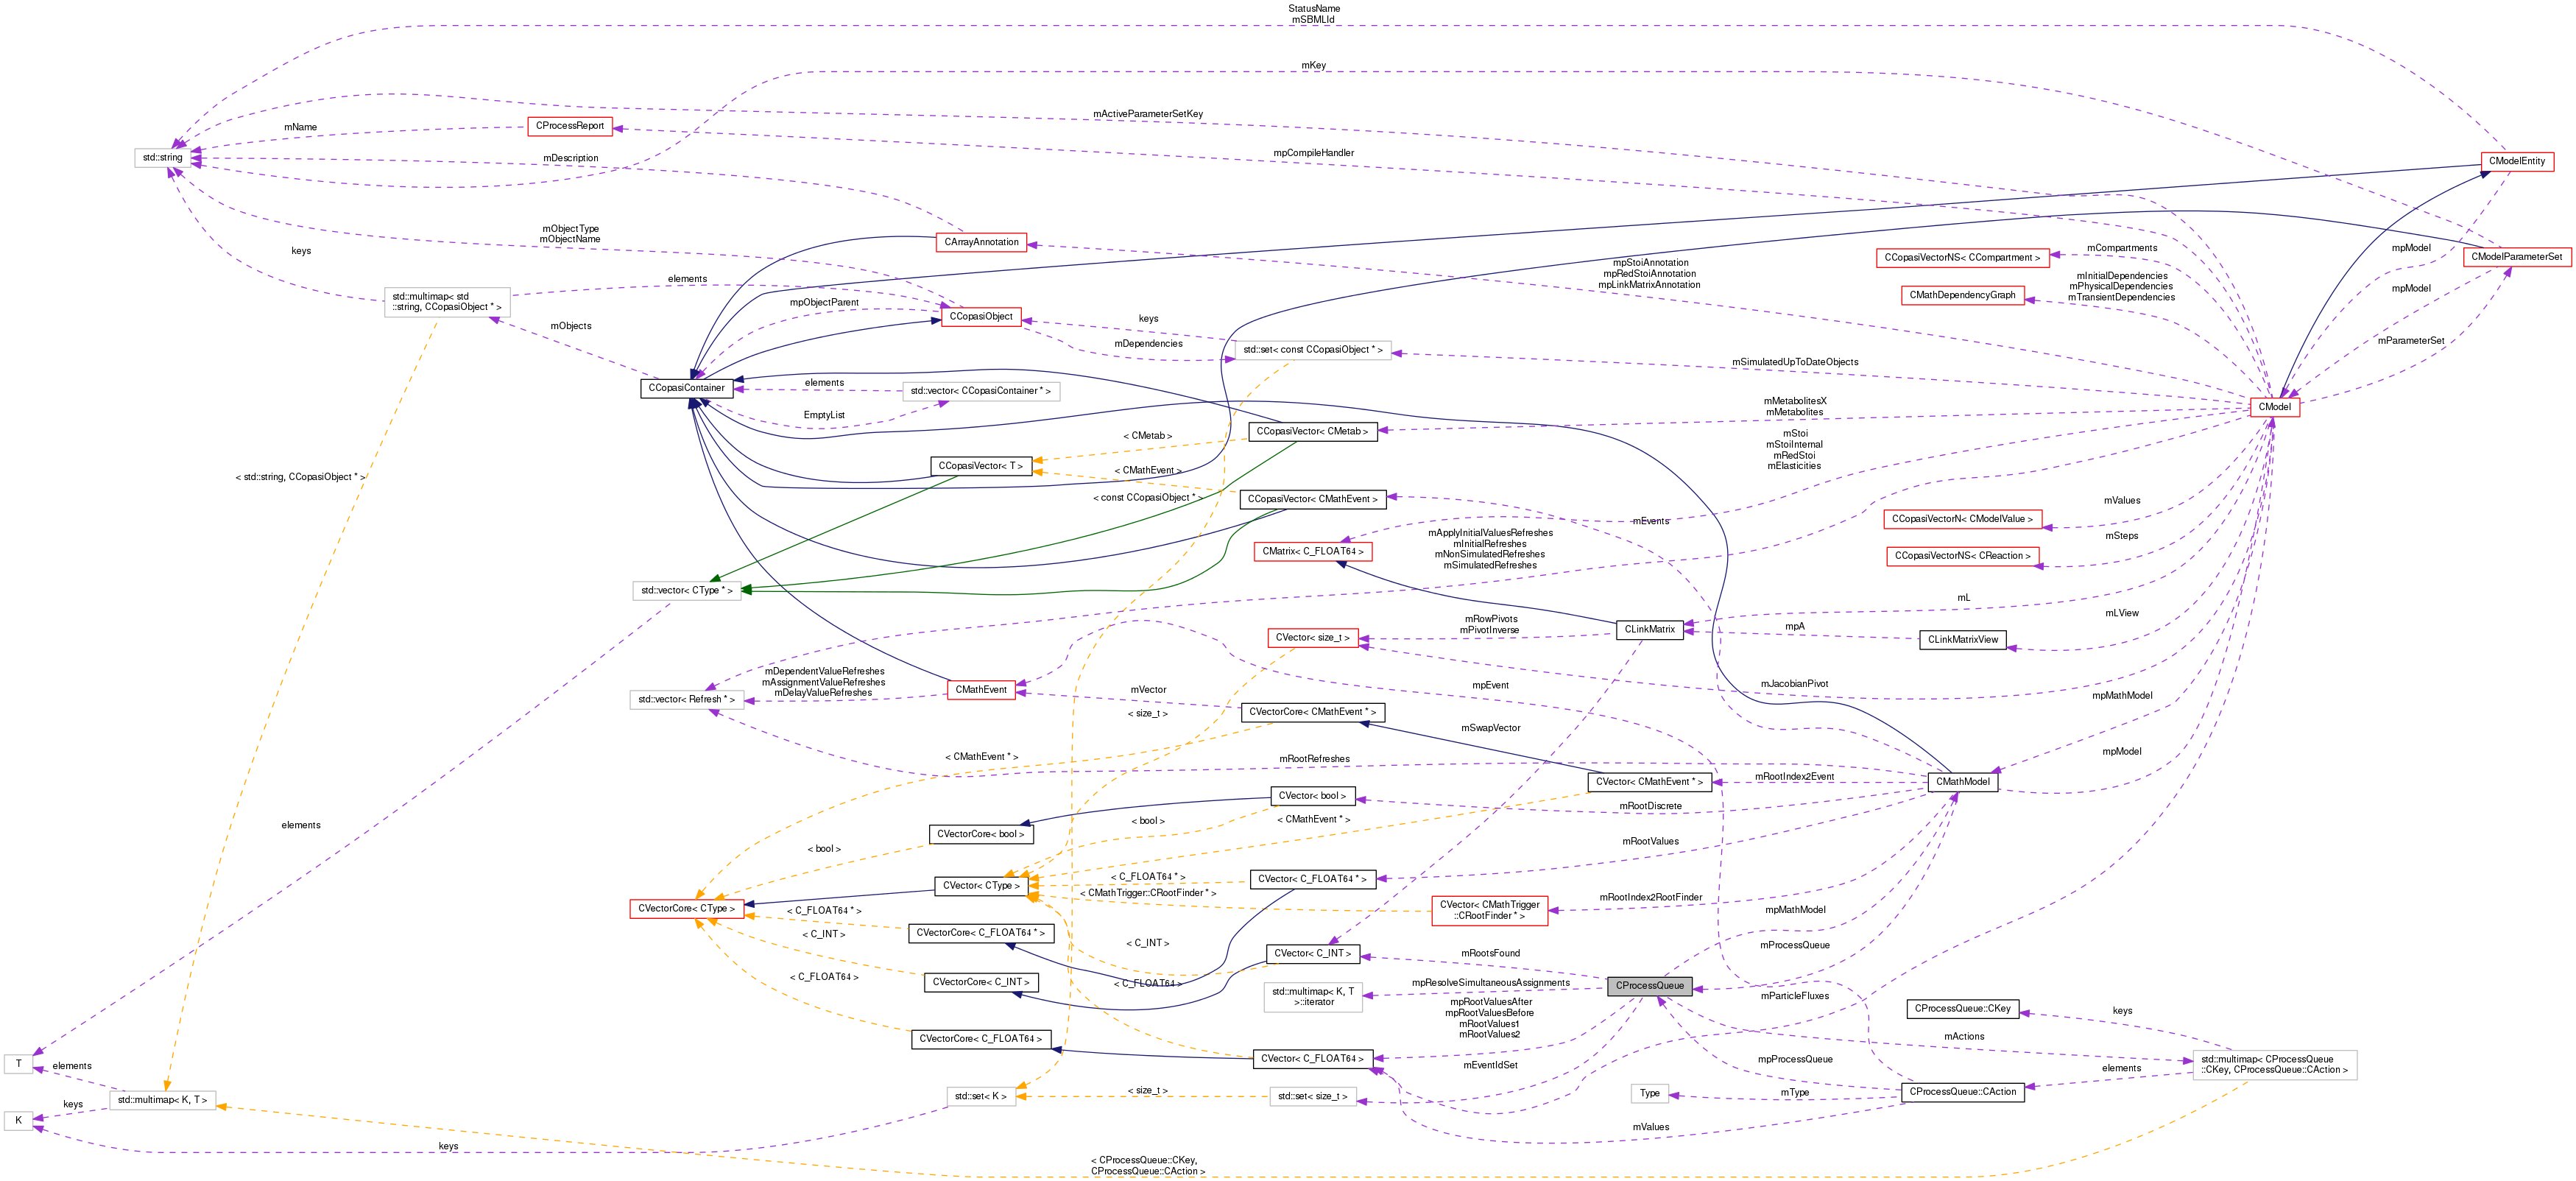 StatusName
mSBMLId
mKey
mActiveParameterSetKey
CProcessReport
mName
std::string
mDescription
mpCompileHandler
CModelEntity
mObjectType
mObjectName
CArrayAnnotation
keys
mpStoiAnnotation
mpRedStoiAnnotation
mpLinkMatrixAnnotation
CCopasiVectorNS< CCompartment >
mCompartments
mpModel
CModelParameterSet
elements
std::multimap< std
::string, CCopasiObject * >
mpObjectParent
CCopasiObject
CMathDependencyGraph
mInitialDependencies
mPhysicalDependencies
mTransientDependencies
mpModel
mObjects
keys
mDependencies
std::set< const CCopasiObject * >
mSimulatedUpToDateObjects
mParameterSet
CCopasiContainer
elements
std::vector< CCopasiContainer * >
EmptyList
mMetabolitesX
mMetabolites
CModel
CCopasiVector< CMetab >
< CMetab >
mStoi
mStoiInternal
mRedStoi
mElasticities
CCopasiVector< T >
< CMathEvent >
< std::string, CCopasiObject * >
< const CCopasiObject * >
CCopasiVector< CMathEvent >
mValues
CCopasiVectorN< CModelValue >
mEvents
mSteps
mApplyInitialValuesRefreshes
mInitialRefreshes
mNonSimulatedRefreshes
mSimulatedRefreshes
CMatrix< C_FLOAT64 >
CCopasiVectorNS< CReaction >
std::vector< CType * >
mL
mLView
CVector< size_t >
mRowPivots
mPivotInverse
CLinkMatrix
mpA
CLinkMatrixView
mDependentValueRefreshes
mAssignmentValueRefreshes
mDelayValueRefreshes
std::vector< Refresh * >
CMathEvent
mVector
mpEvent
mJacobianPivot
mpMathModel
< size_t >
CVectorCore< CMathEvent * >
mSwapVector
< CMathEvent * >
mRootRefreshes
mpModel
CVector< CMathEvent * >
mRootIndex2Event
CMathModel
CVector< bool >
mRootDiscrete
elements
CVectorCore< bool >
< bool >
< CMathEvent * >
< bool >
mRootValues
CVector< CType >
< C_FLOAT64 * >
CVector< C_FLOAT64 * >
< CMathTrigger::CRootFinder * >
CVector< CMathTrigger
::CRootFinder * >
mRootIndex2RootFinder
CVectorCore< CType >
< C_FLOAT64 * >
mpMathModel
< C_INT >
CVectorCore< C_FLOAT64 * >
< C_INT >
mProcessQueue
CVector< C_INT >
mRootsFound
< C_FLOAT64 >
CVectorCore< C_INT >
< C_FLOAT64 >
std::multimap< K, T
>::iterator
mpResolveSimultaneousAssignments
CProcessQueue
mParticleFluxes
mpRootValuesAfter
mpRootValuesBefore
mRootValues1
mRootValues2
CProcessQueue::CKey
keys
CVectorCore< C_FLOAT64 >
mActions
CVector< C_FLOAT64 >
mpProcessQueue
std::multimap< CProcessQueue
::CKey, CProcessQueue::CAction >
T
elements
mEventIdSet
elements
std::multimap< K, T >
keys
std::set< K >
< size_t >
std::set< size_t >
Type
mType
CProcessQueue::CAction
K
mValues
keys
< CProcessQueue::CKey,
CProcessQueue::CAction >